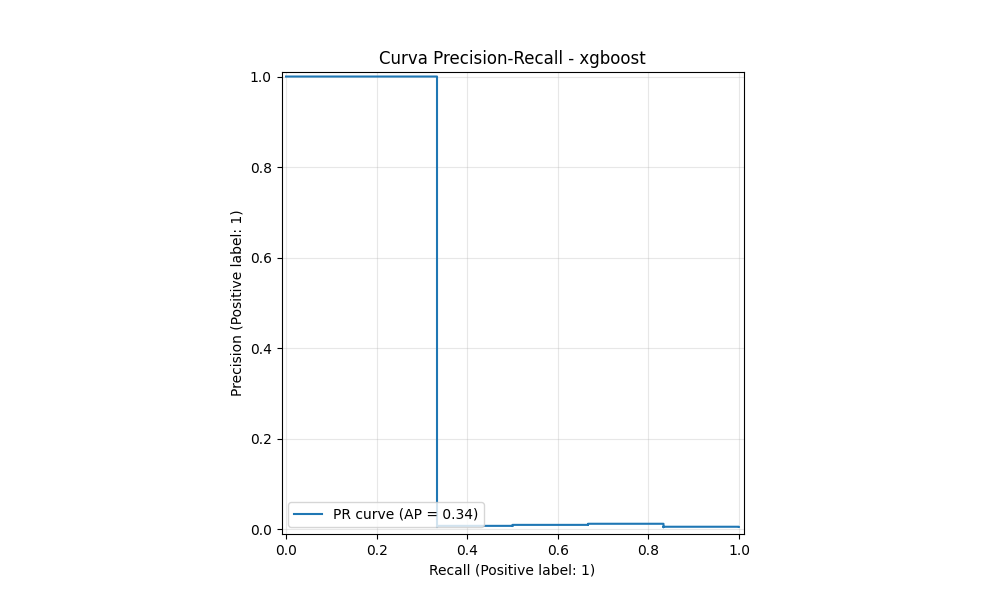 Curva Precision-Recall - xgboost
1.0
0.8
0.6
0.4
0.2
0.0
Precision (Positive label: 1)
PR curve (AP = 0.34)
0.0 0.2 0.4 0.6 0.8 1.0
Recall (Positive label: 1)